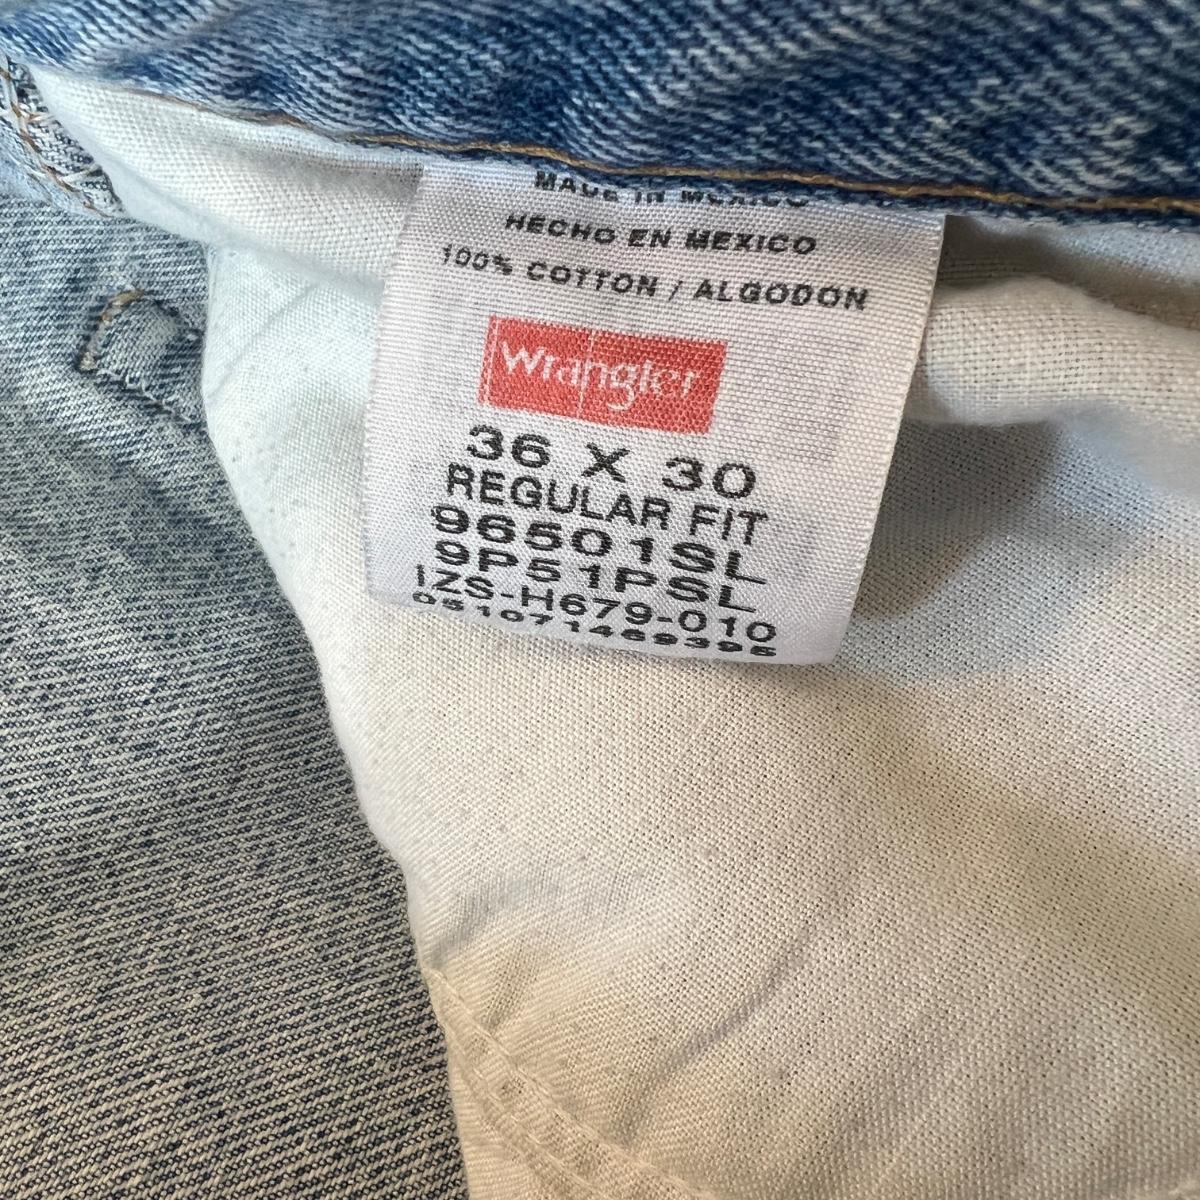 MADE IN MEXICO
HECHO EN MEXICO
100% COTTON / ALGODON
Wrangler
36 X 30
REGULAR FIT
96501SL
9P51PSL
IZS-H679-010